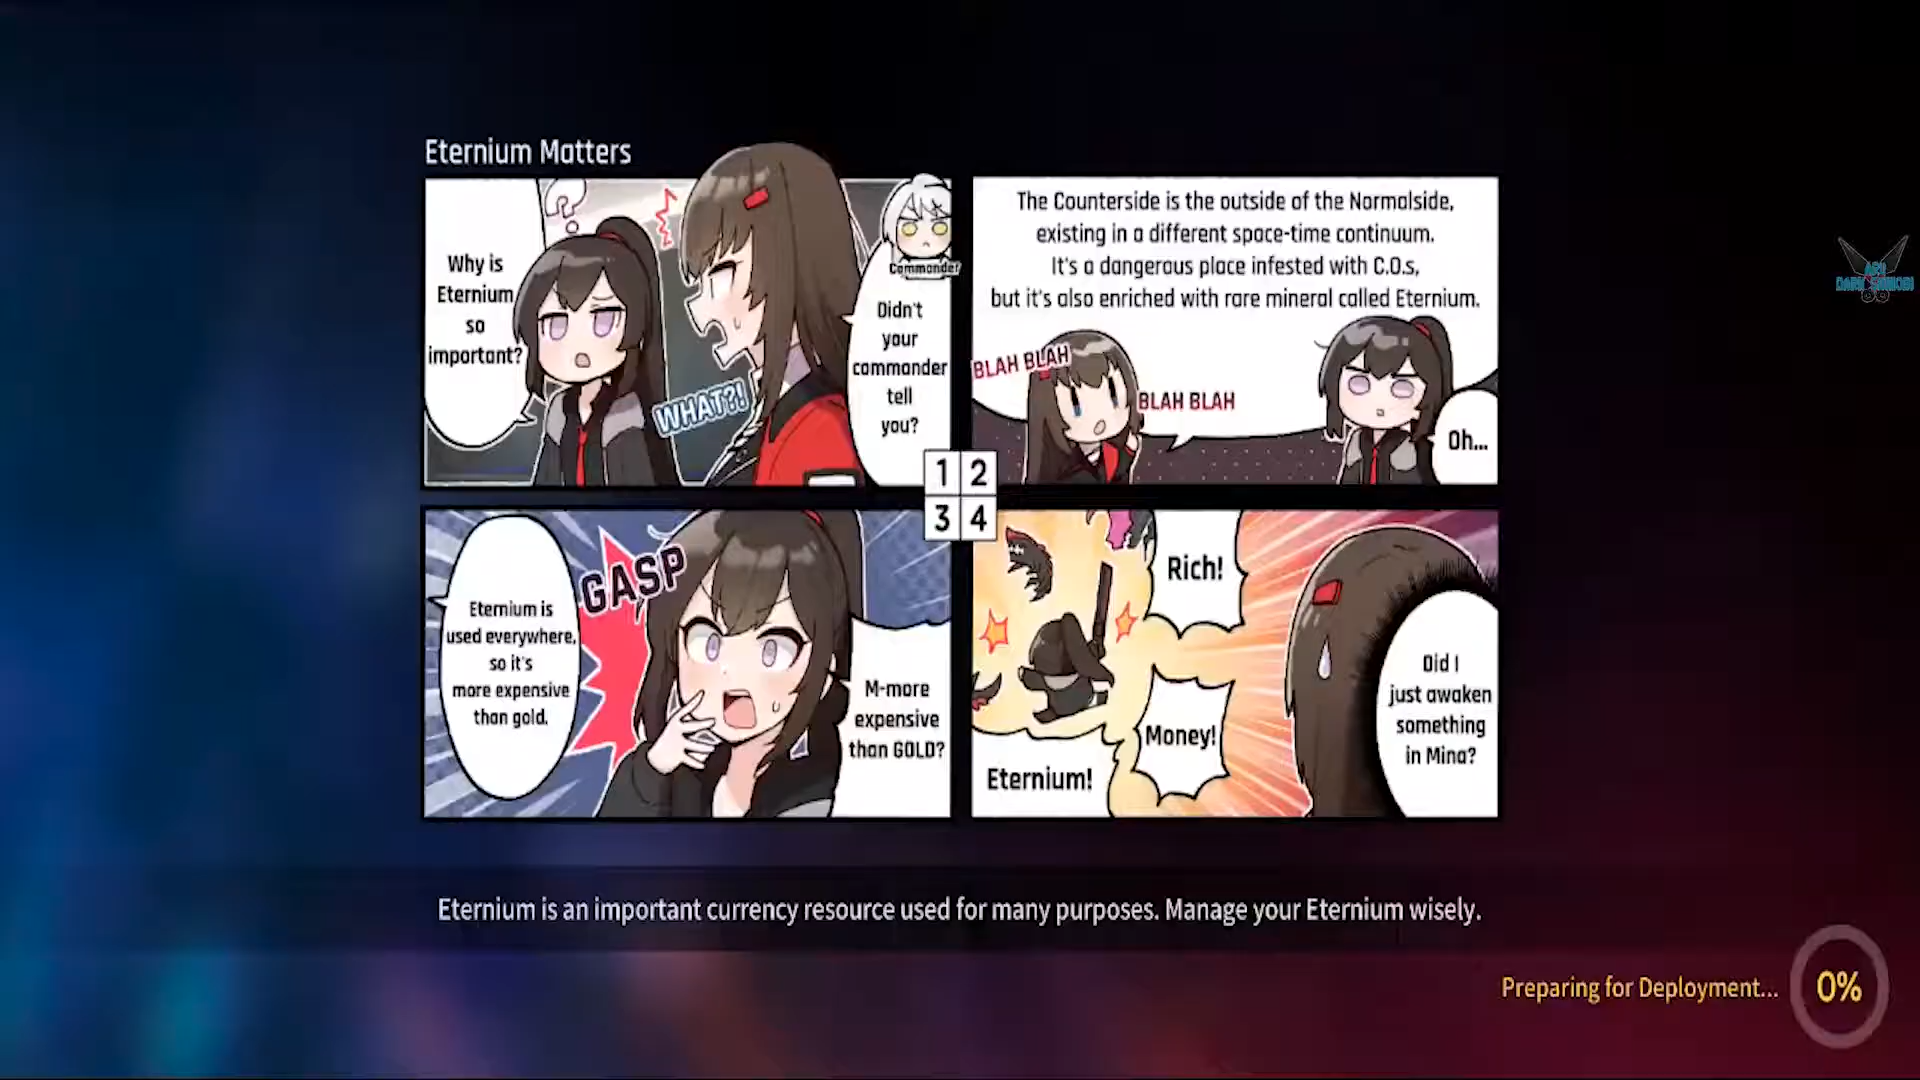 Eternium Matters
Why is
Eternium
so
important?
WHAT?!
Commander
Didn't
your
commander
tell
you?
The Counterside is the outside of the Normalside,
existing in a different space-time continuum.
It's a dangerous place infested with C.O.s,
but it's also enriched with rare mineral called Eternium.
BLAH BLAH
BLAH BLAH
Oh...
1 2
3 4
Eternium is
used everywhere,
so it's
more expensive
than gold.
GASP
M-more
expensive
than GOLD?
Rich!
Money!
Eternium!
Did I
just awaken
something
in Mina?
Eternium is an important currency resource used for many purposes. Manage your Eternium wisely.
Preparing for Deployment...
0%